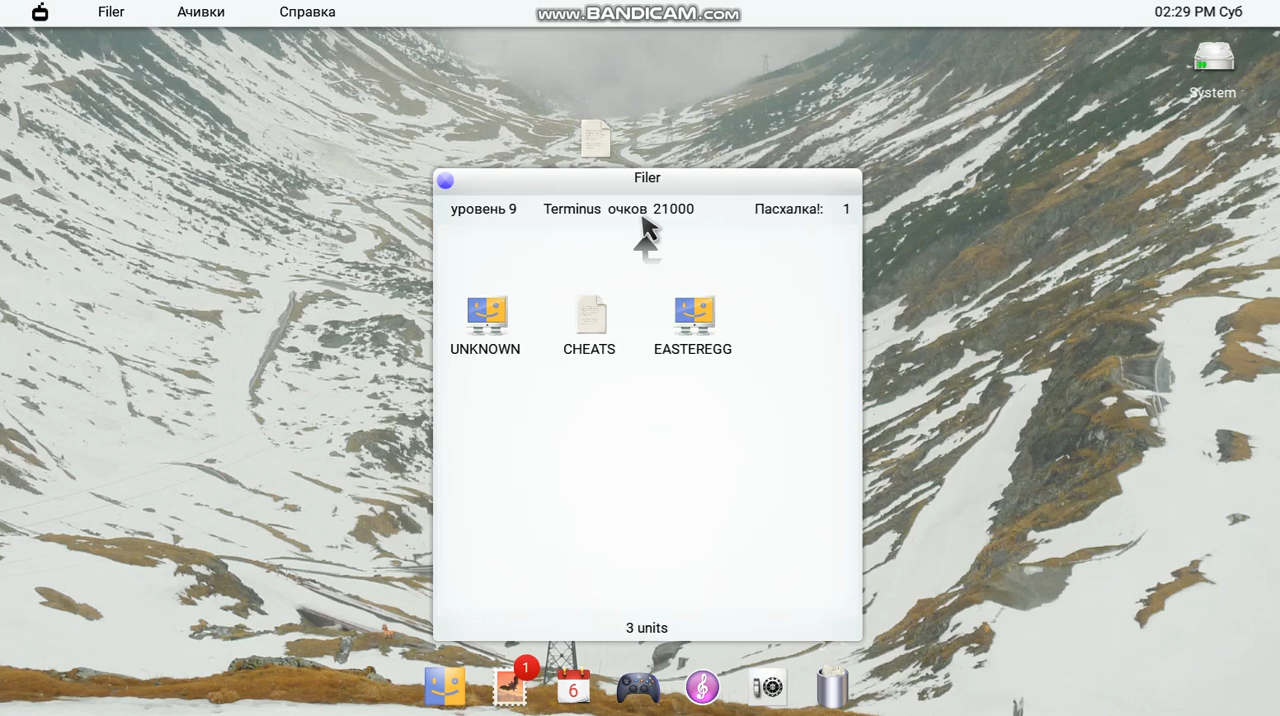 Filer Ачивки Справка www.BANDICAM.com 02:29 PM Суб
System
Filer
уровень 9 Terminus очков 21000 Пасхалка!: 1
UNKNOWN CHEATS EASTEREGG
3 units
1
6